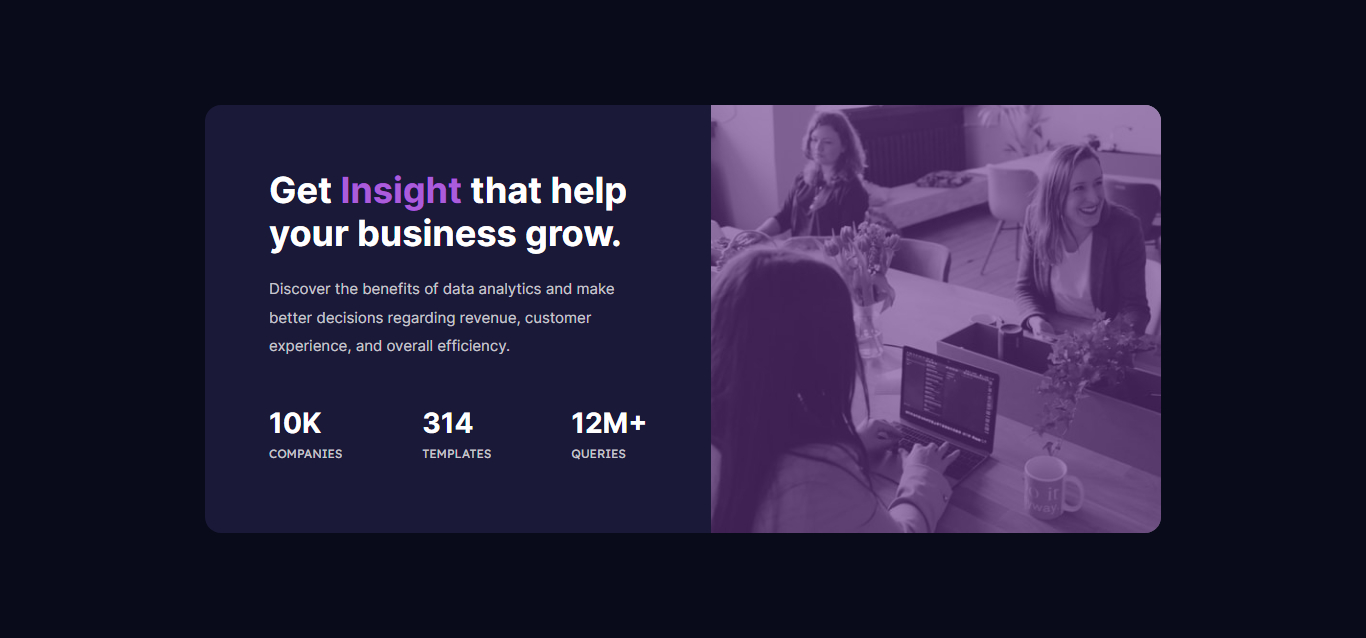 Get Insight that help
your business grow.
Discover the benefits of data analytics and make
better decisions regarding revenue, customer
experience, and overall efficiency.
10K 314 12M+
COMPANIES TEMPLATES QUERIES